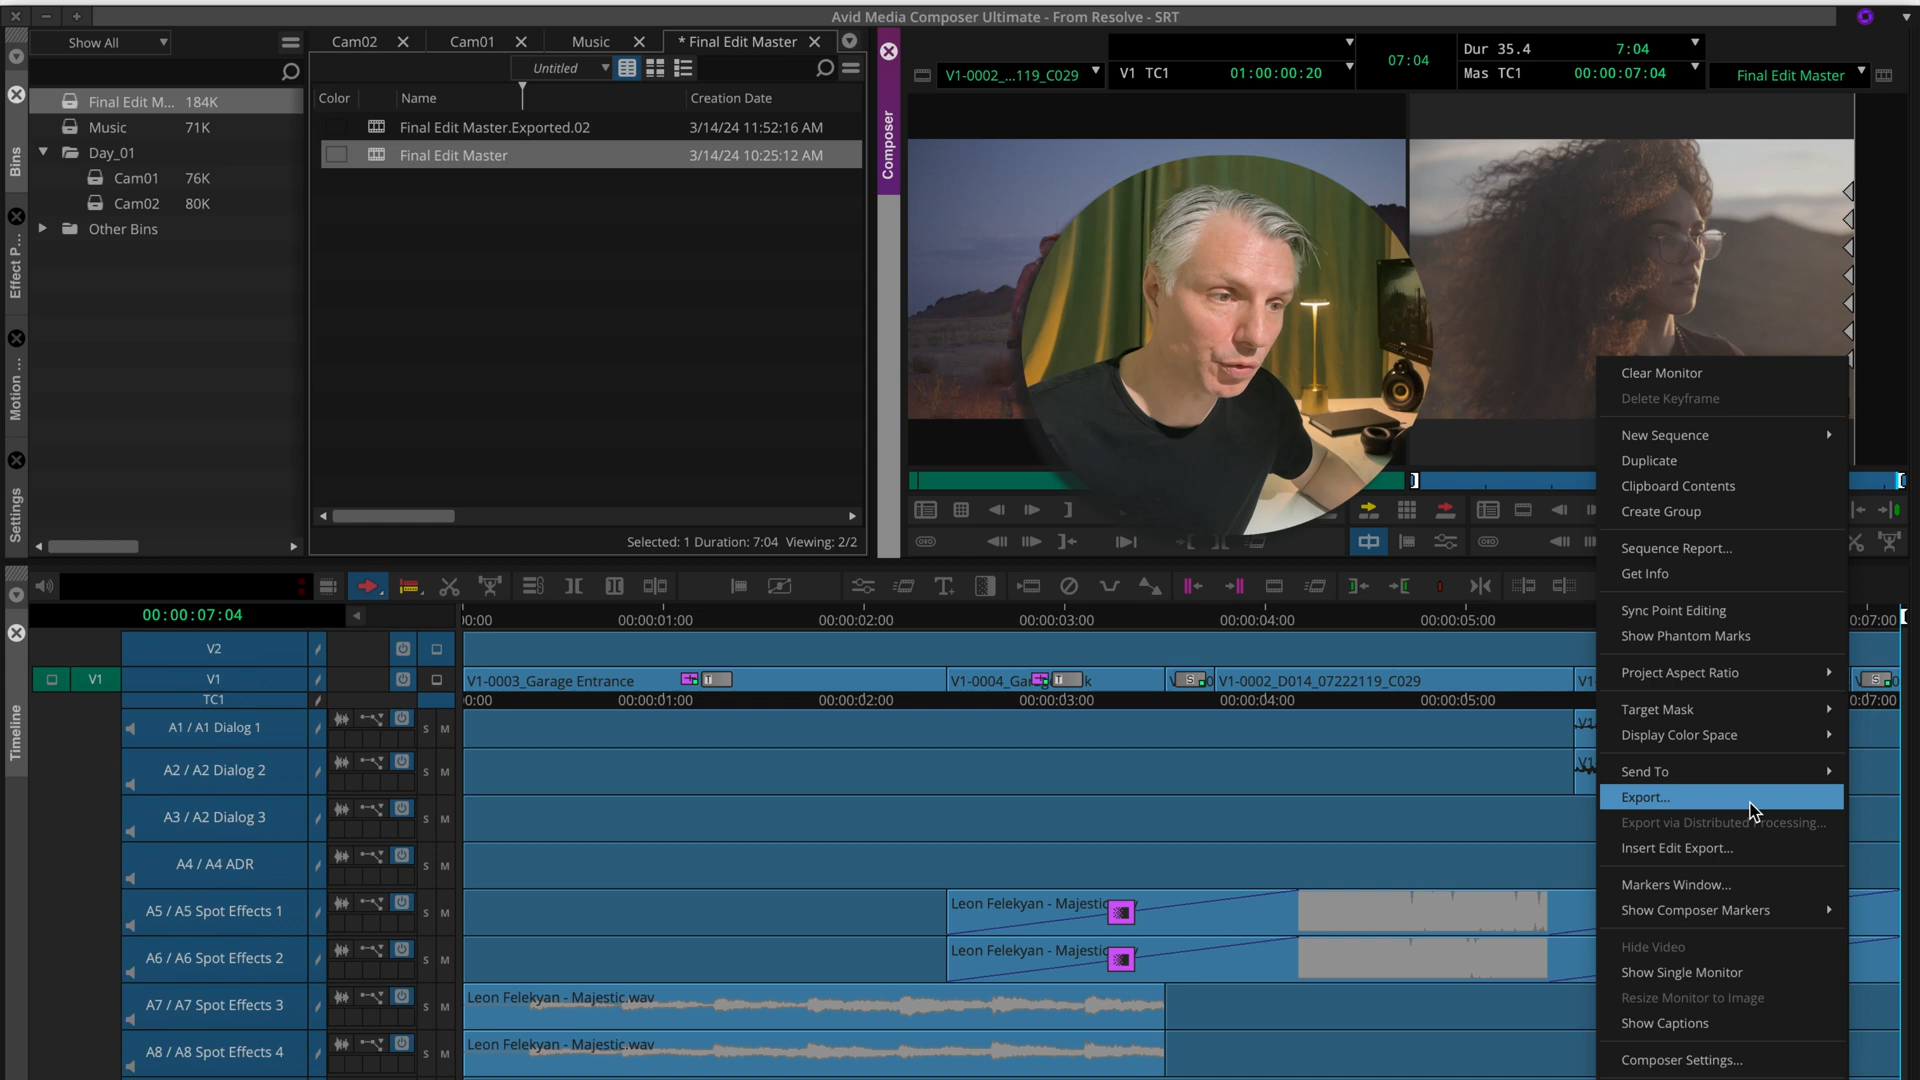 Avid Media Composer Ultimate - From Resolve - SRT
Show All
Cam02
Cam01
Music
* Final Edit Master
Untitled
Color
Name
Creation Date
Final Edit Master.Exported.02
3/14/24 11:52:16 AM
Final Edit Master
3/14/24 10:25:12 AM
Final Edit M... 184K
Music 71K
Day_01
Cam01 76K
Cam02 80K
Other Bins
Bins
Effect P...
Motion ...
Settings
Selected: 1 Duration: 7:04 Viewing: 2/2
Composer
V1-0002_...119_C029
V1 TC1 01:00:00:20
07:04
Dur 35.4 7:04
Mas TC1 00:00:07:04
Final Edit Master
Clear Monitor
Delete Keyframe
New Sequence
Duplicate
Clipboard Contents
Create Group
Sequence Report...
Get Info
Sync Point Editing
Show Phantom Marks
Project Aspect Ratio
Target Mask
Display Color Space
Send To
Export...
Export via Distributed Processing...
Insert Edit Export...
Markers Window...
Show Composer Markers
Hide Video
Show Single Monitor
Resize Monitor to Image
Show Captions
Composer Settings...
Timeline
00:00:07:04
00:00 00:00:01:00 00:00:02:00 00:00:03:00 00:00:04:00 00:00:05:00 0:07:00
V2
V1 V1
V1-0003_Garage Entrance
V1-0004_Gar
k
S
V1-0002_D014_07222119_C029
V1
S
TC1
00:00 00:00:01:00 00:00:02:00 00:00:03:00 00:00:04:00 00:00:05:00 0:07:00
A1 / A1 Dialog 1 S M
A2 / A2 Dialog 2 S M
A3 / A2 Dialog 3 S M
A4 / A4 ADR S M
A5 / A5 Spot Effects 1 S M
Leon Felekyan - Majestic
A6 / A6 Spot Effects 2 S M
Leon Felekyan - Majestic
A7 / A7 Spot Effects 3 S M
Leon Felekyan - Majestic.wav
A8 / A8 Spot Effects 4 S M
Leon Felekyan - Majestic.wav